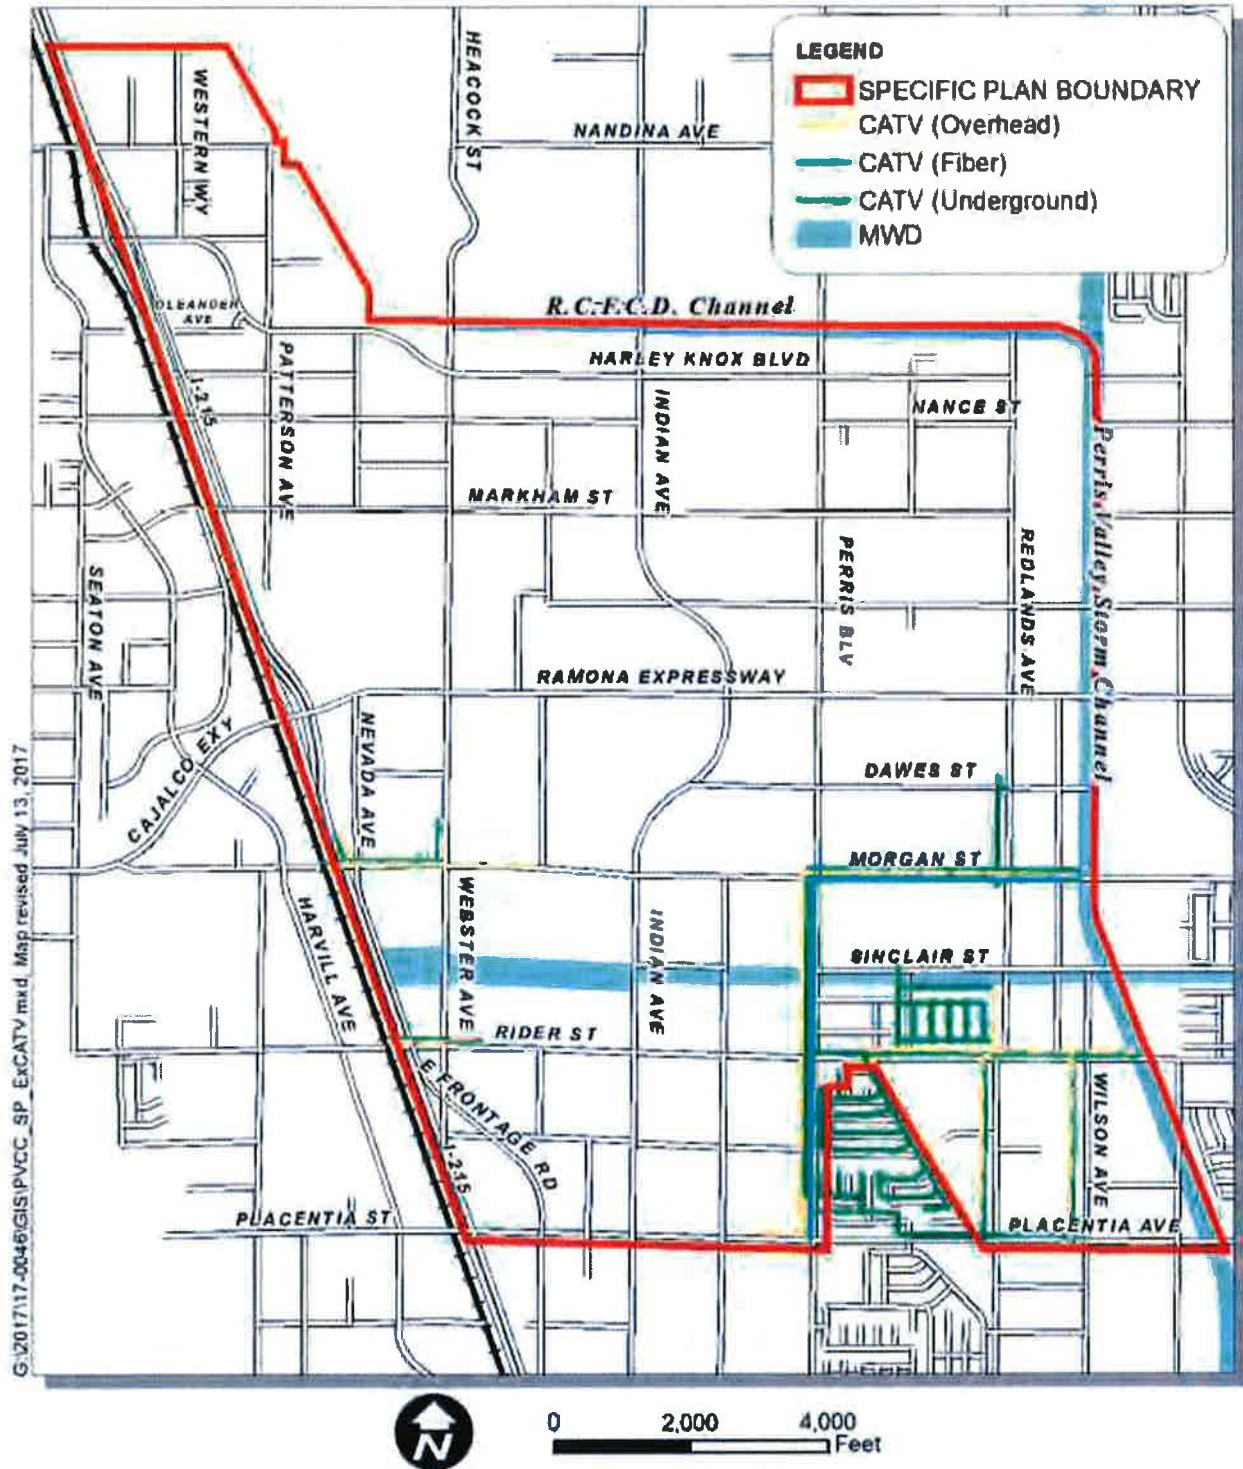 LEGEND
SPECIFIC PLAN BOUNDARY
CATV (Overhead)
CATV (Fiber)
CATV (Underground)
MWD
HEACOCK ST
WESTERN WY
NANDINA AVE
OLEANDER
AVE
R.C.F.C.D. Channel
HARLEY KNOX BLVD
I-215
PATTERSON AVE
INDIAN AVE
NANCE ST
MARKHAM ST
Perris Valley Storm Channel
SEATON AVE
PERRIS BLV
REDLANDS AVE
RAMONA EXPRESSWAY
CAJALCO EXY
NEVADA AVE
DAWES ST
MORGAN ST
HARVILL AVE
WEBSTER AVE
INDIAN AVE
SINCLAIR ST
RIDER ST
E FRONTAGE RD
WILSON AVE
I-215
PLACENTIA ST
PLACENTIA AVE
G:\2017\17-0046\GIS\PVCC_SP_ExCATV.mxd Map revised July 13, 2017
N
0 2,000 4,000
Feet